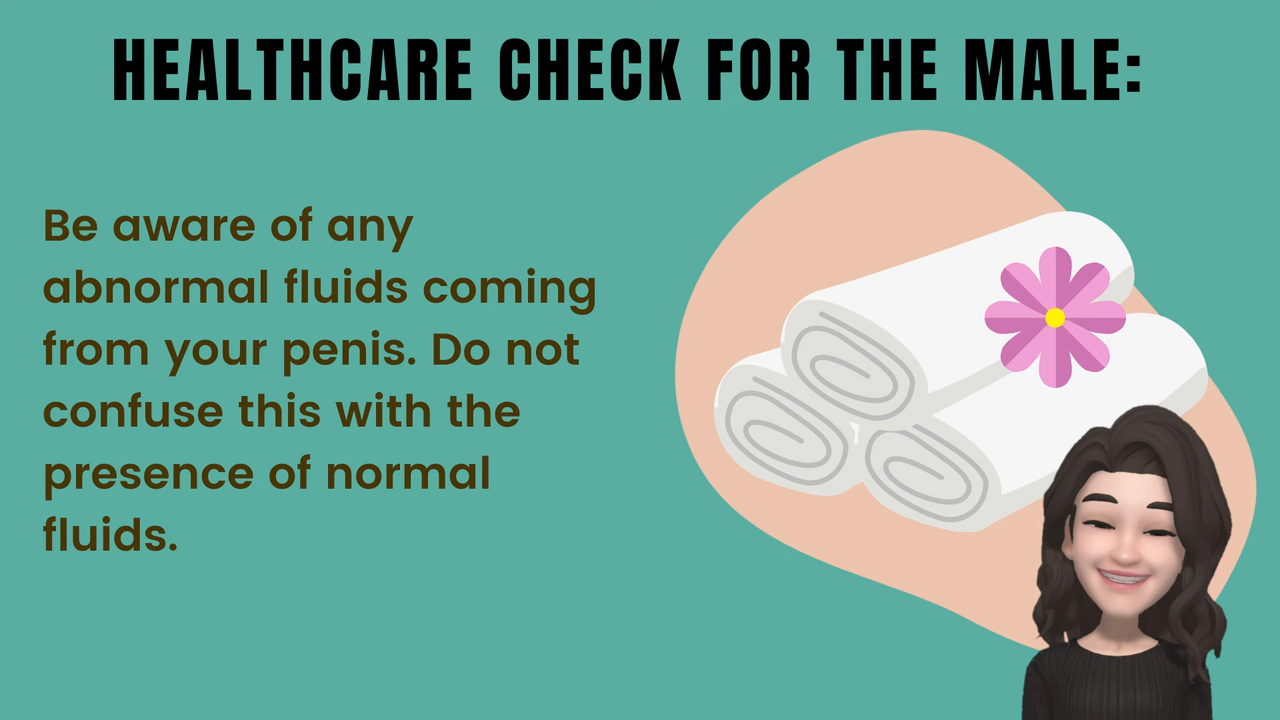 HEALTHCARE CHECK FOR THE MALE:
Be aware of any
abnormal fluids coming
from your penis. Do not
confuse this with the
presence of normal
fluids.